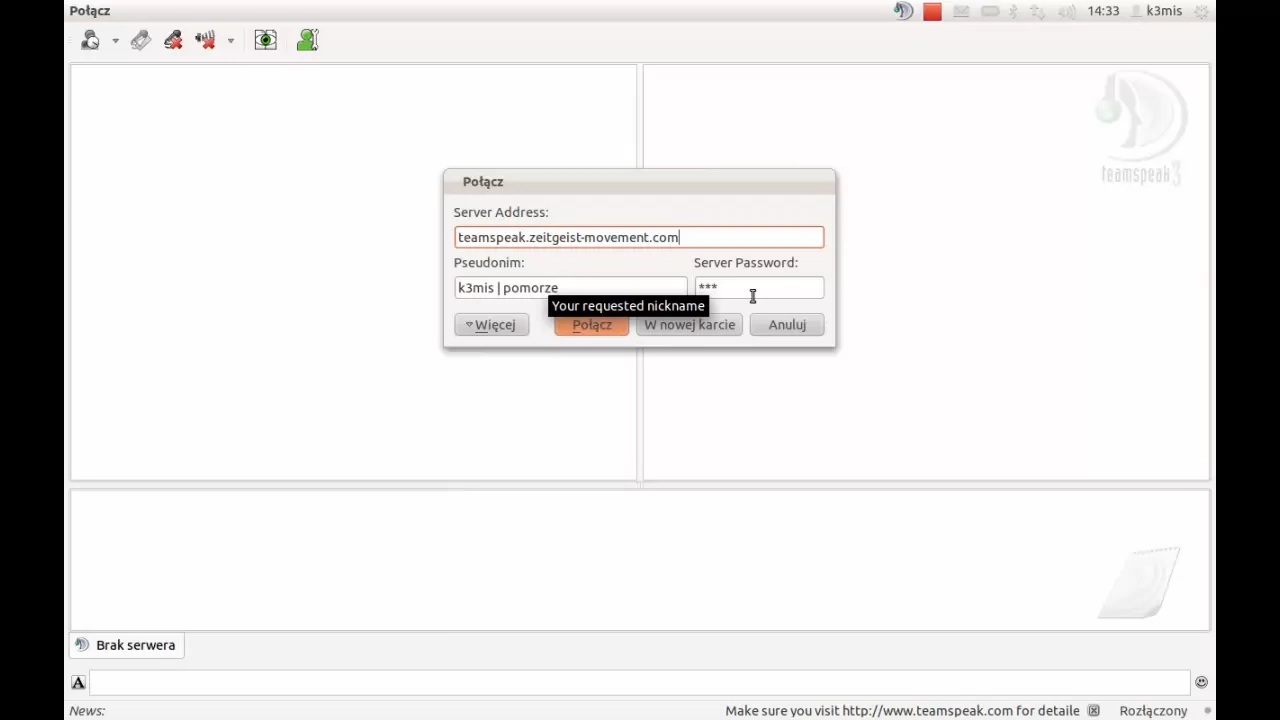 Połącz
14:33
k3mis
teamspeak3
Połącz
Server Address:
teamspeak.zeitgeist-movement.com
Pseudonim:
Server Password:
k3mis | pomorze
***
Your requested nickname
Więcej
Połącz
W nowej karcie
Anuluj
Brak serwera
A
News:
Make sure you visit http://www.teamspeak.com for detaile
Rozłączony